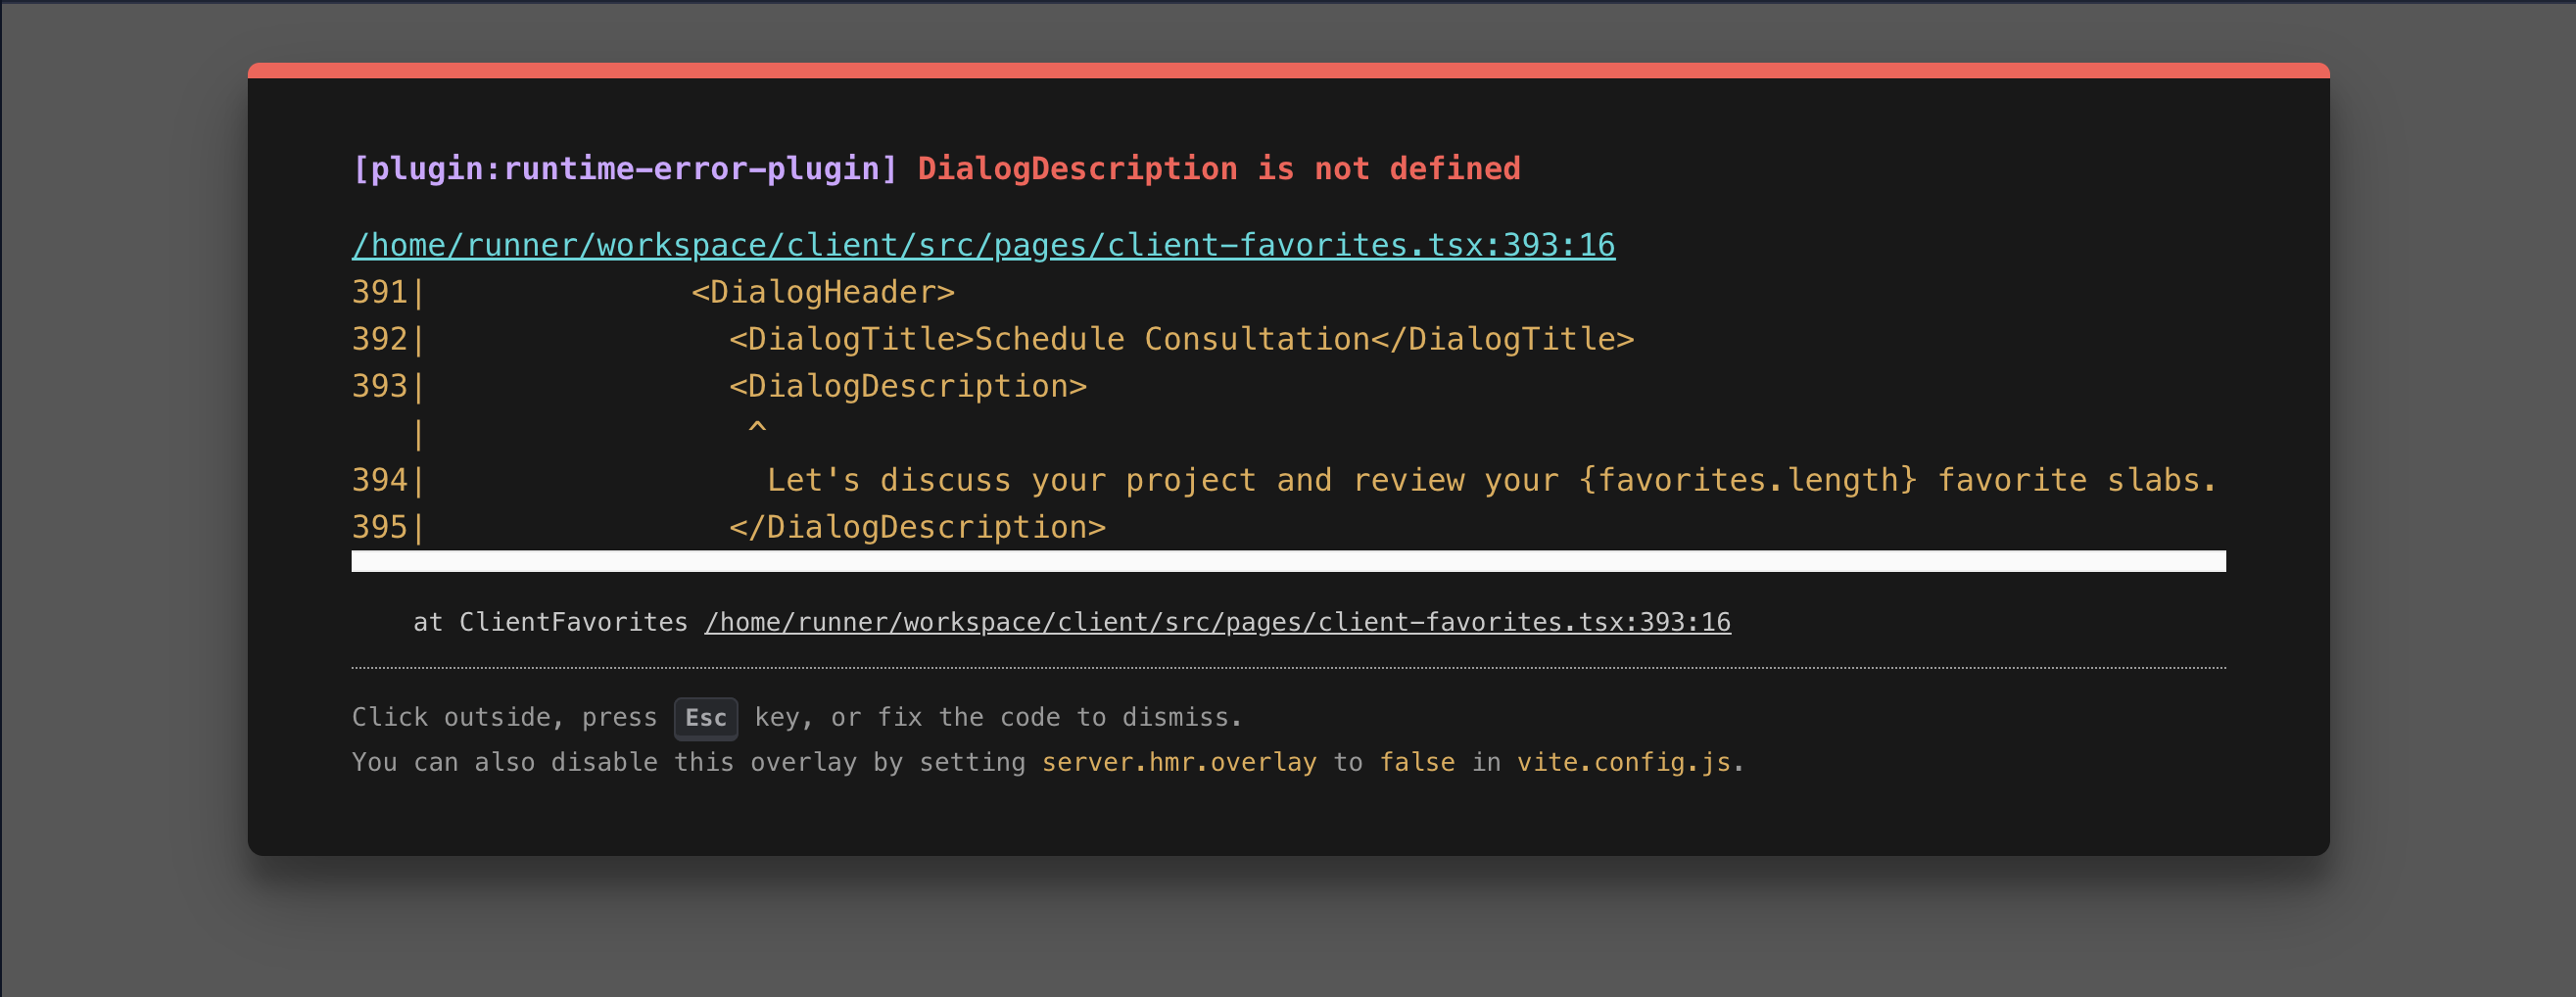 [plugin:runtime-error-plugin] DialogDescription is not defined
/home/runner/workspace/client/src/pages/client-favorites.tsx:393:16
391|              <DialogHeader>
392|                <DialogTitle>Schedule Consultation</DialogTitle>
393|                <DialogDescription>
   |                 ^
394|                  Let's discuss your project and review your {favorites.length} favorite slabs.
395|                </DialogDescription>
at ClientFavorites /home/runner/workspace/client/src/pages/client-favorites.tsx:393:16
Click outside, press Esc key, or fix the code to dismiss.
You can also disable this overlay by setting server.hmr.overlay to false in vite.config.js.